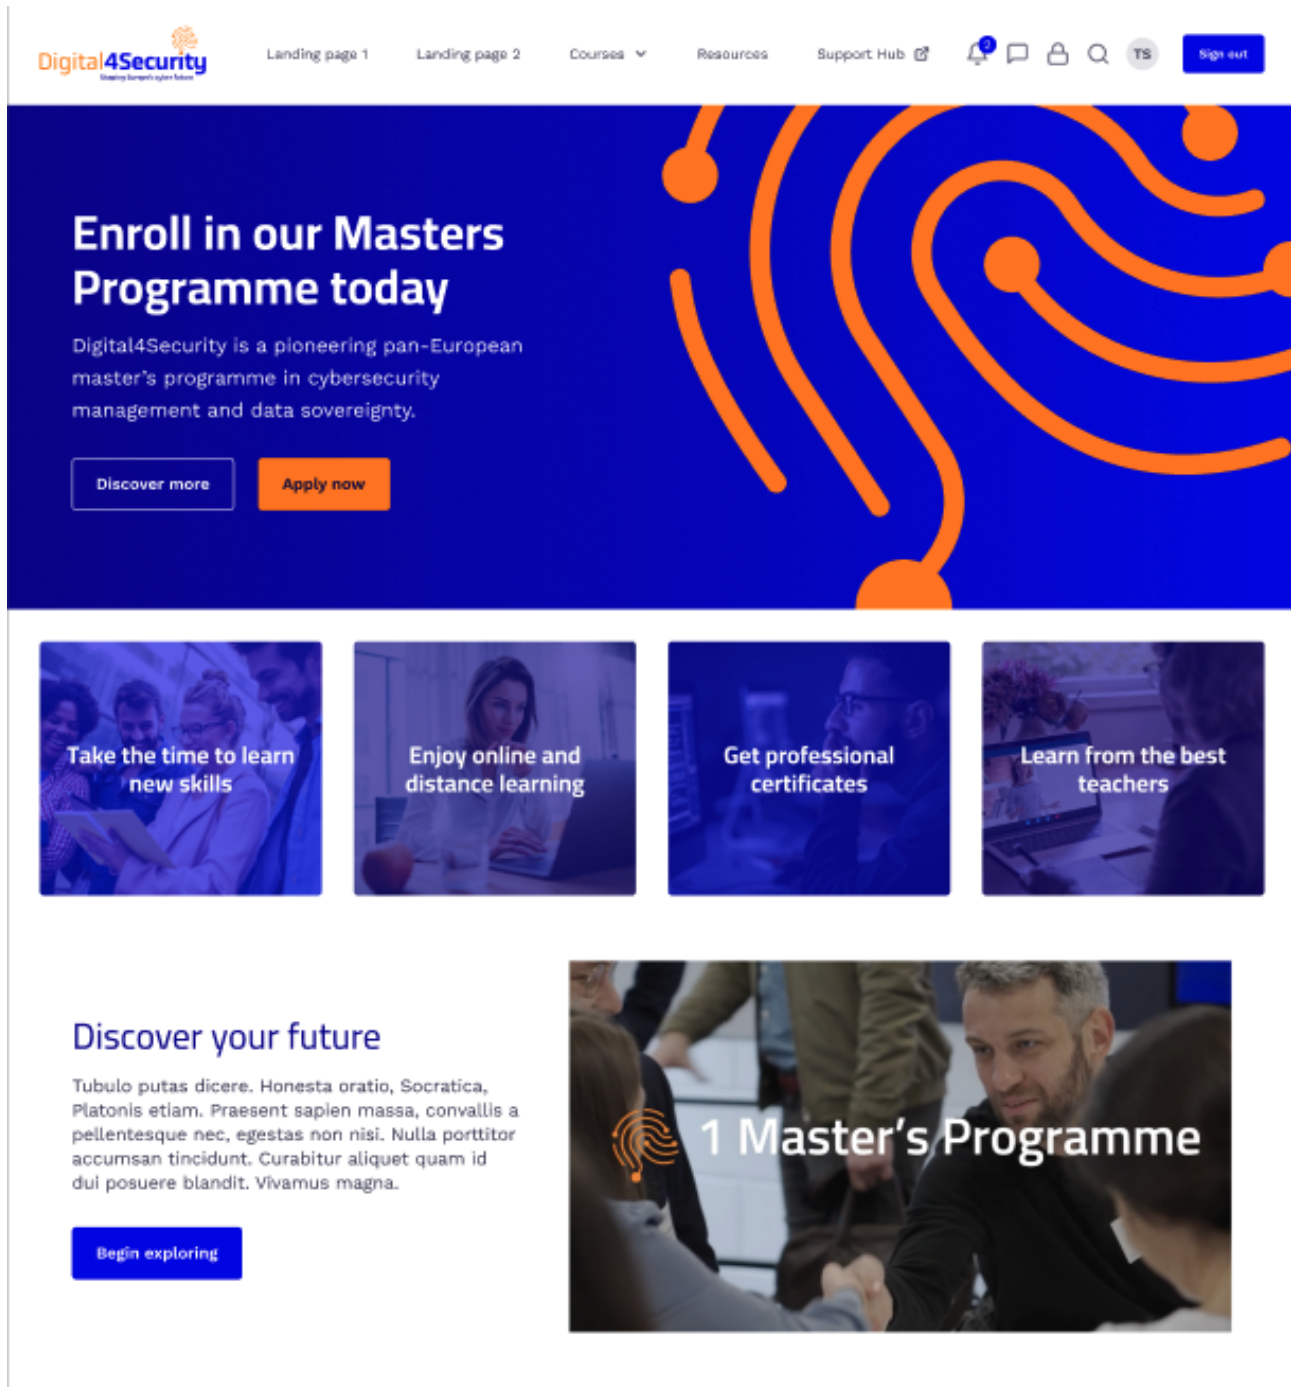 Digital4Security
Shaping Europe's cyber future
Landing page 1
Landing page 2
Courses
Resources
Support Hub
2
TS
Sign out
Enroll in our Masters
Programme today
Digital4Security is a pioneering pan-European
master's programme in cybersecurity
management and data sovereignty.
Discover more
Apply now
Take the time to learn
new skills
Enjoy online and
distance learning
Get professional
certificates
Learn from the best
teachers
Discover your future
Tubulo putas dicere. Honesta oratio, Socratica,
Platonis etiam. Praesent sapien massa, convallis a
pellentesque nec, egestas non nisi. Nulla porttitor
accumsan tincidunt. Curabitur aliquet quam id
dui posuere blandit. Vivamus magna.
Begin exploring
1 Master's Programme